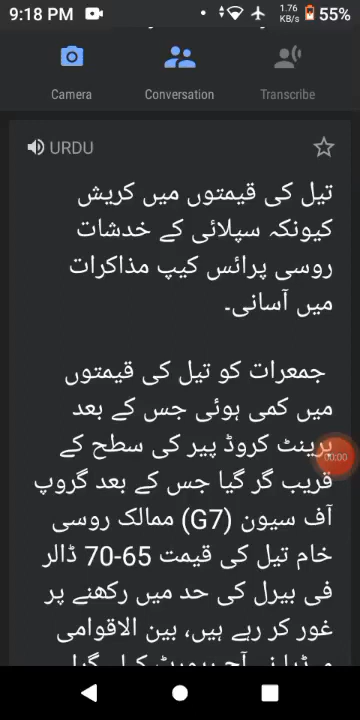 9:18 PM
1.76
KB/s
55%
Camera
Conversation
Transcribe
URDU
تیل کی قیمتوں میں کریش
کیونکہ سپلائی کے خدشات
روسی پرائس کیپ مذاکرات
میں آسانی۔
جمعرات کو تیل کی قیمتوں
میں کمی ہوئی جس کے بعد
برینٹ کروڈ پیر کی سطح کے
00:00
قریب گر گیا جس کے بعد گروپ
آف سیون (G7) ممالک روسی
خام تیل کی قیمت 65-70 ڈالر
فی بیرل کی حد میں رکھنے پر
غور کر رہے ہیں، بین الاقوامی